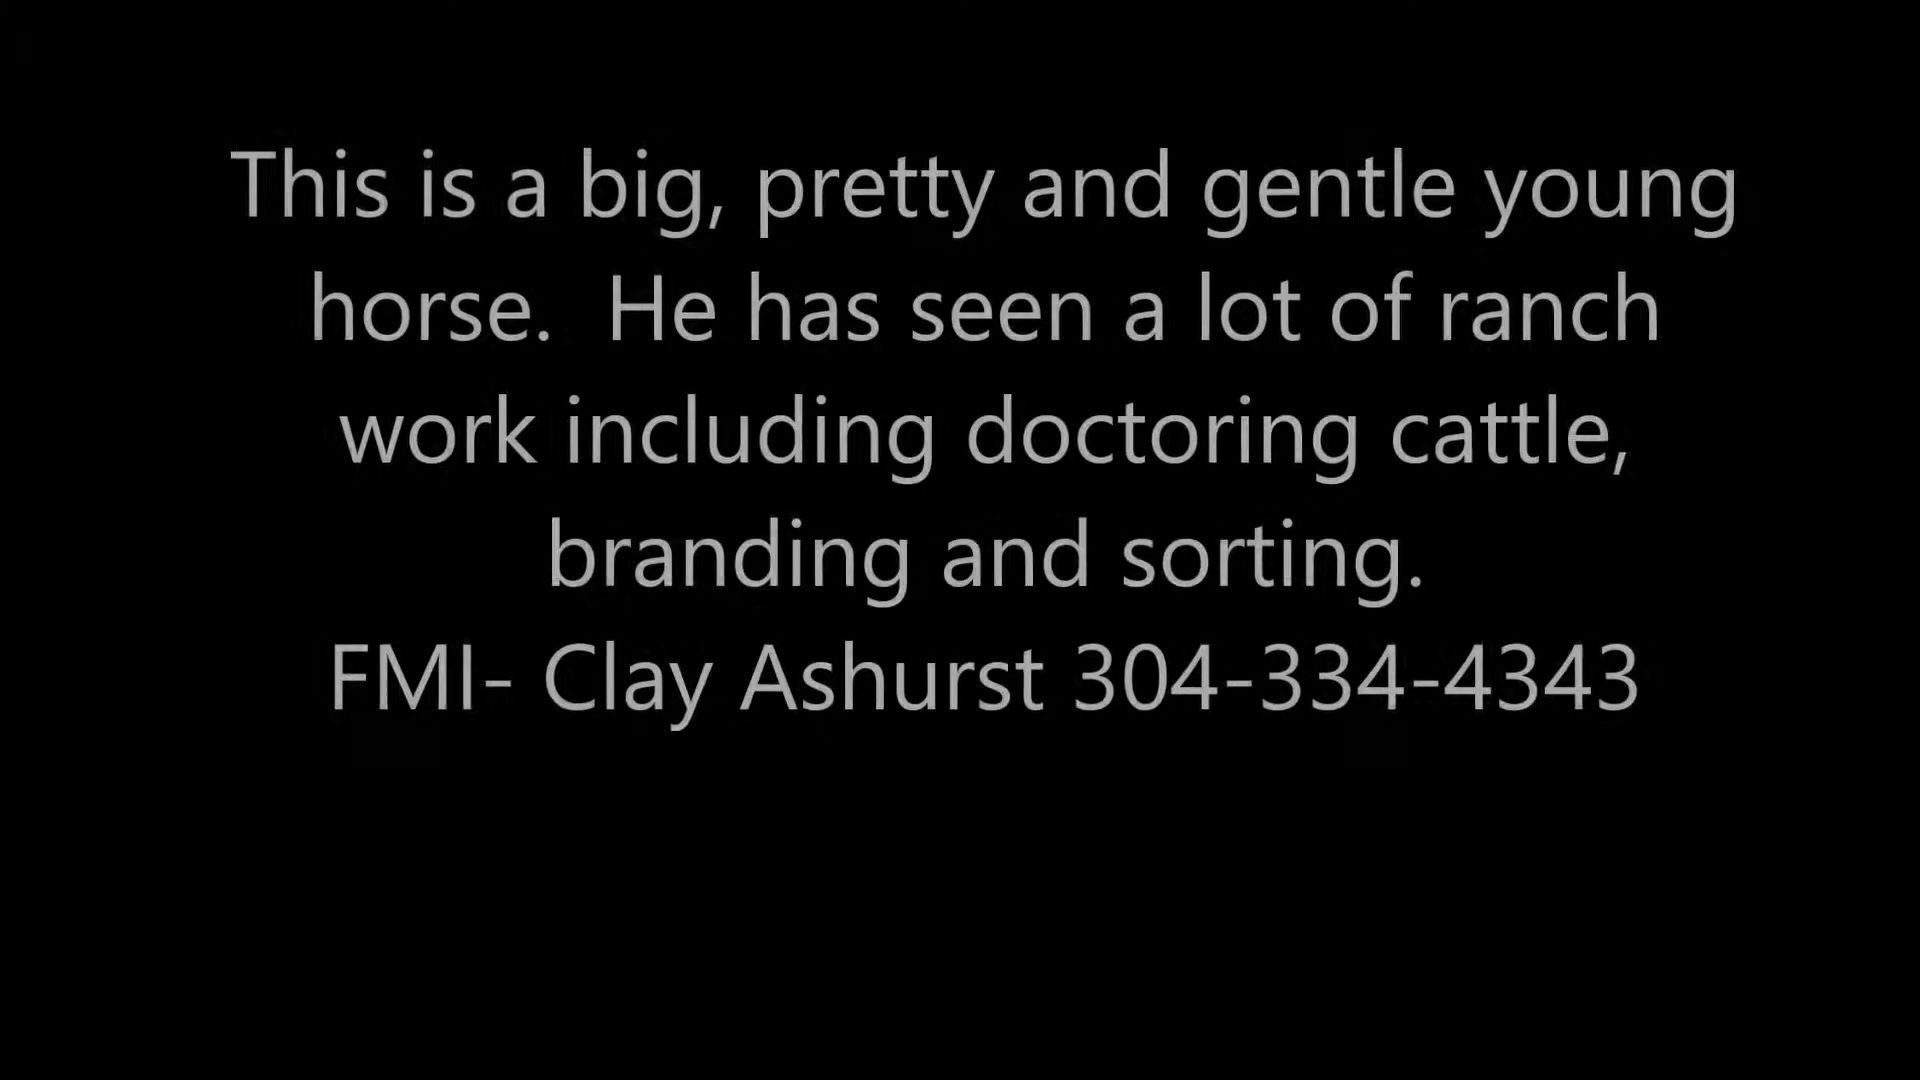 This is a big, pretty and gentle young
horse.  He has seen a lot of ranch
work including doctoring cattle,
branding and sorting.
FMI- Clay Ashurst 304-334-4343